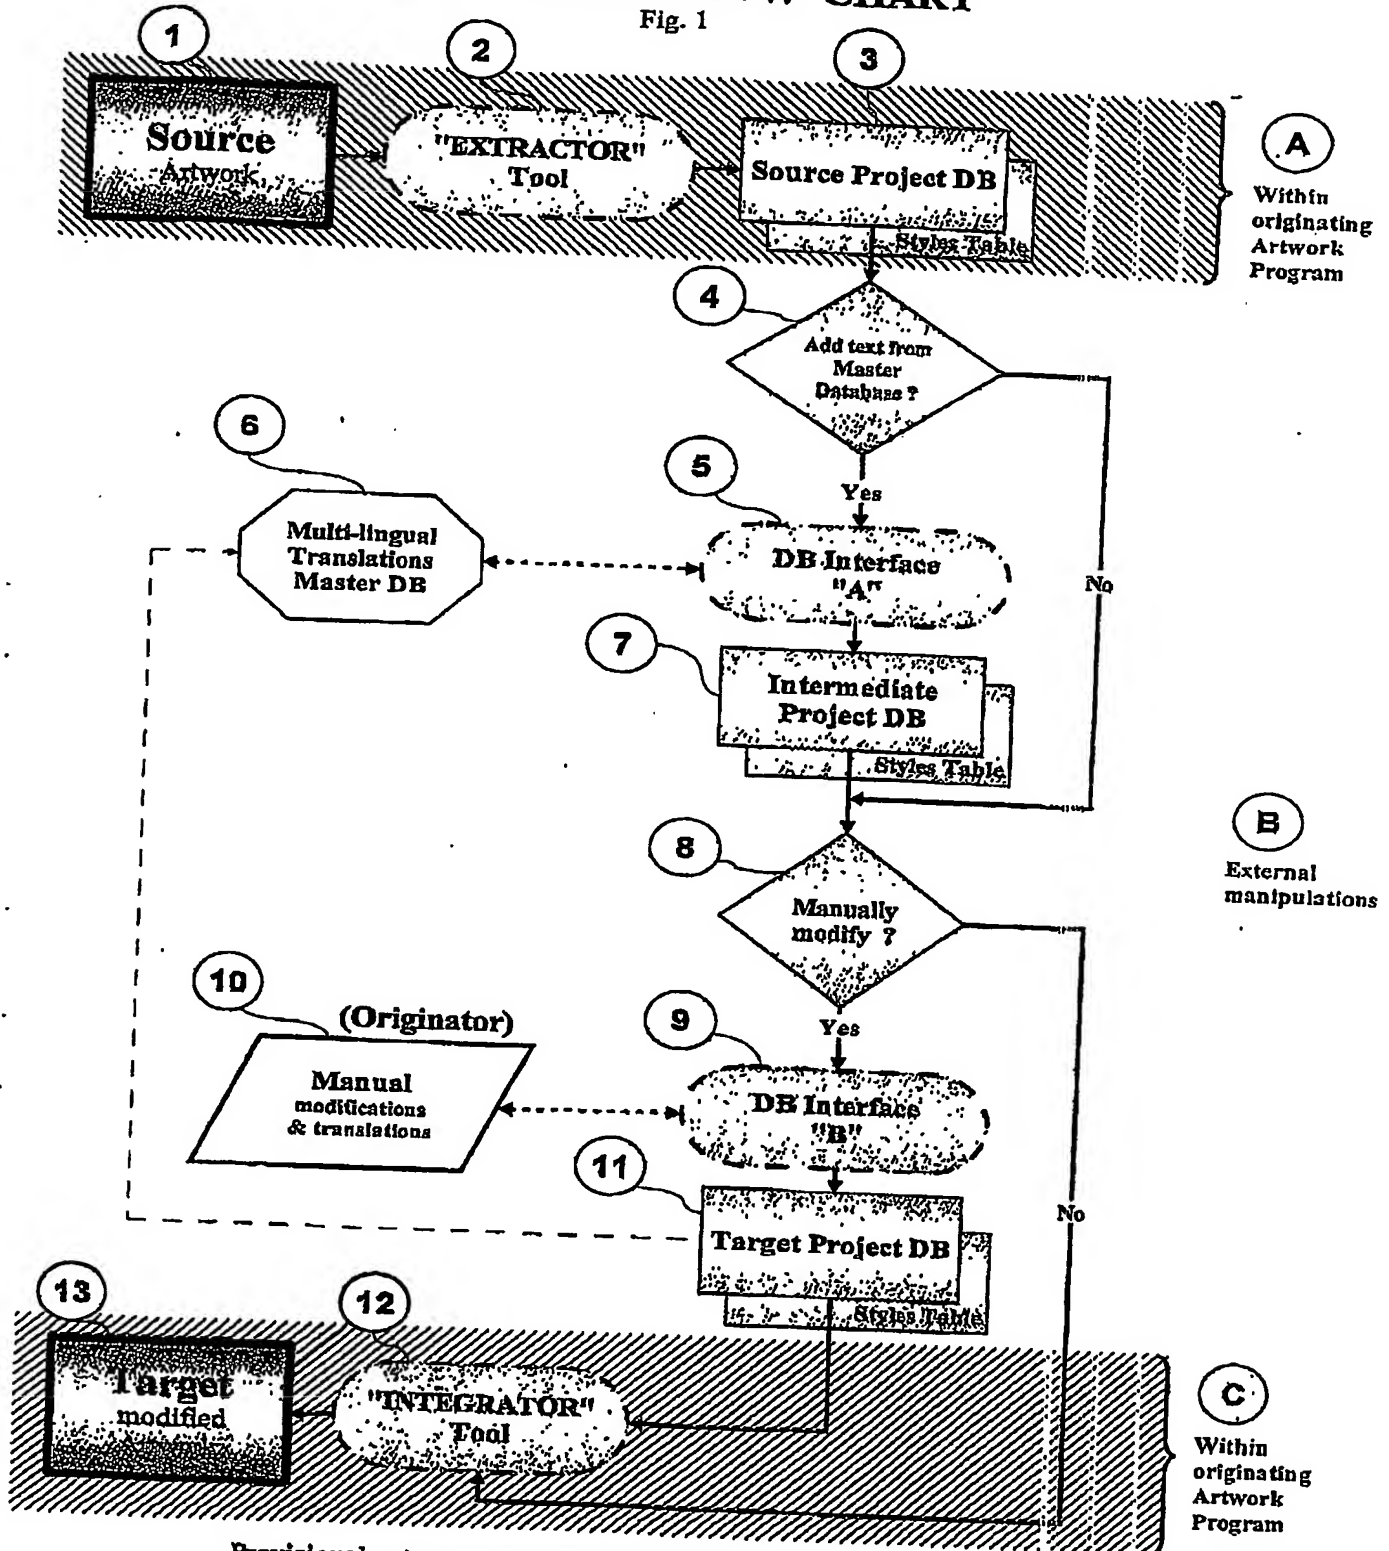 CHART
Fig. 1
1
2
3
Source
Artwork
"EXTRACTOR"
Tool
Source Project DB
Styles Table
A
Within
originating
Artwork
Program
4
Add text from
Master
Database ?
6
5
Yes
Multi-lingual
Translations
Master DB
DB Interface
"A"
No
7
Intermediate
Project DB
Styles Table
B
External
manipulations
8
Manually
modify ?
10
(Originator)
9
Yes
Manual
modifications
& translations
DB Interface
"B"
11
No
Target Project DB
Styles Table
13
12
Target
modified
"INTEGRATOR"
Tool
C
Within
originating
Artwork
Program